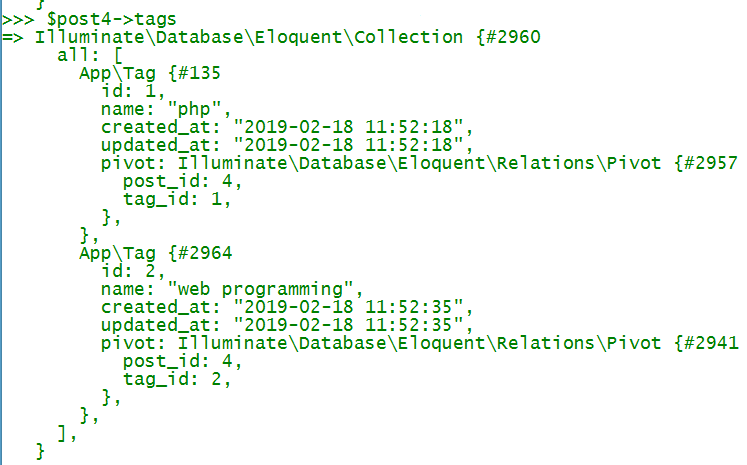 }
>>> $post4->tags
=> Illuminate\Database\Eloquent\Collection {#2960
all: [
App\Tag {#135
id: 1,
name: "php",
created_at: "2019-02-18 11:52:18",
updated_at: "2019-02-18 11:52:18",
pivot: Illuminate\Database\Eloquent\Relations\Pivot {#2957
post_id: 4,
tag_id: 1,
},
},
App\Tag {#2964
id: 2,
name: "web programming",
created_at: "2019-02-18 11:52:35",
updated_at: "2019-02-18 11:52:35",
pivot: Illuminate\Database\Eloquent\Relations\Pivot {#2941
post_id: 4,
tag_id: 2,
},
},
],
}